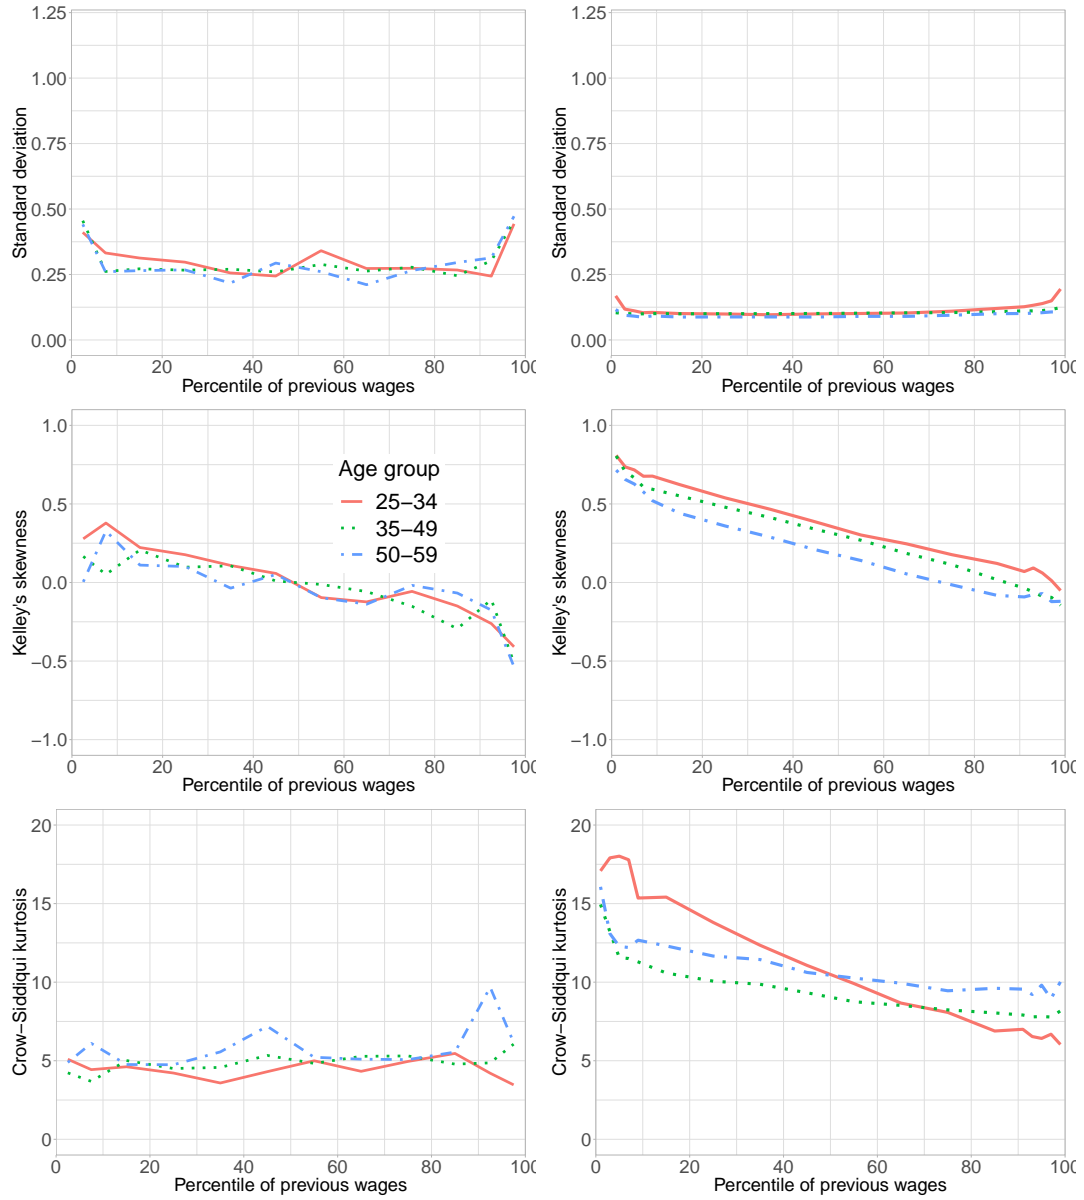 1.25
1.00
0.75
0.50
0.25
0.00
Standard deviation
0 20 40 60 80 100
Percentile of previous wages
1.25
1.00
0.75
0.50
0.25
0.00
Standard deviation
0 20 40 60 80 100
Percentile of previous wages
1.0
0.5
0.0
−0.5
−1.0
Kelley's skewness
Age group
25−34
35−49
50−59
0 20 40 60 80 100
Percentile of previous wages
1.0
0.5
0.0
−0.5
−1.0
Kelley's skewness
0 20 40 60 80 100
Percentile of previous wages
20
15
10
5
0
Crow−Siddiqui kurtosis
0 20 40 60 80 100
Percentile of previous wages
20
15
10
5
0
Crow−Siddiqui kurtosis
0 20 40 60 80 100
Percentile of previous wages